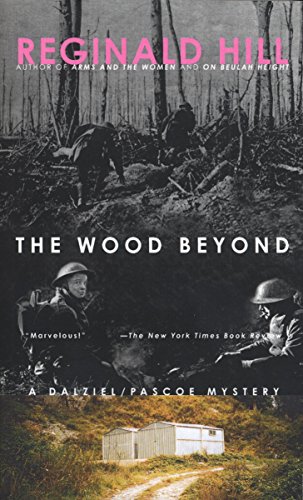 REGINALD HILL
AUTHOR OF ARMS AND THE WOMEN AND ON BEULAH HEIGHT
THE WOOD BEYOND
"Marvelous!" —The New York Times Book Review
A DALZIEL/PASCOE MYSTERY